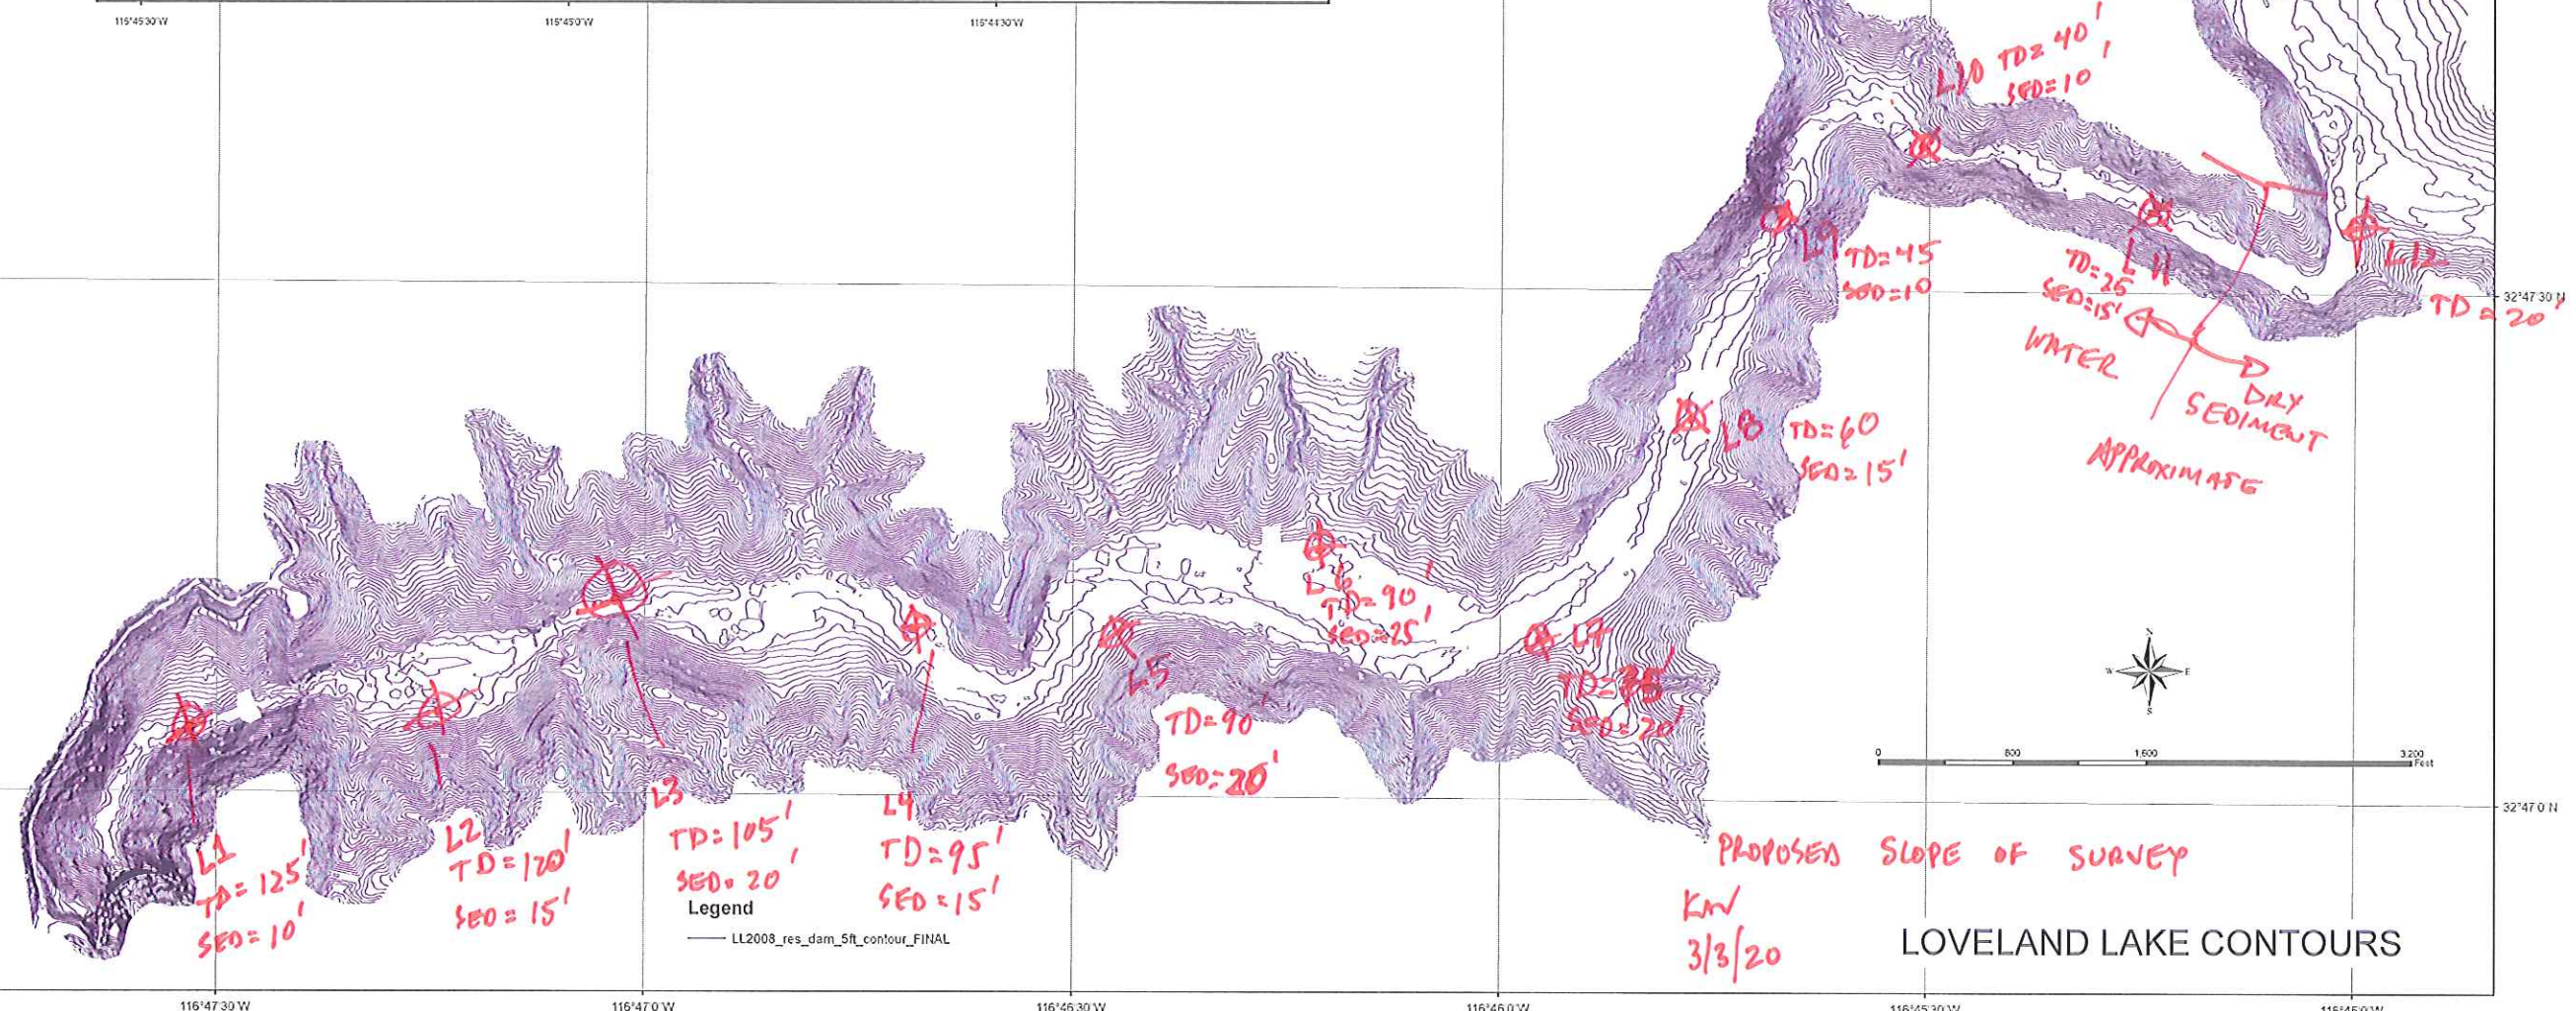 116°45'30"W
116°45'0"W
116°44'30"W
L10 TD= 40'
SED=10'
L9 TD=45
SED=10
L11
TD=25
SED=15'
L12
TD = 20'
32°47'30"N
WATER
DRY
SEDIMENT
APPROXIMATE
L8 TD=60
SED=15'
L6
TD=90'
SED=25'
L7
SED=20'
L5
TD=90'
SED=20'
N
W E
S
0 800 1,600 3,200
Feet
32°47'0"N
L1
TD=125'
SED=10'
L2
TD=120'
SED=15'
L3
TD=105'
SED=20'
L4
TD=95'
SED=15'
Legend
LL2008_res_dam_5ft_contour_FINAL
PROPOSED SLOPE OF SURVEY
3/3/20
LOVELAND LAKE CONTOURS
116°47'30"W
116°47'0"W
116°46'30"W
116°46'0"W
116°45'30"W
116°45'0"W